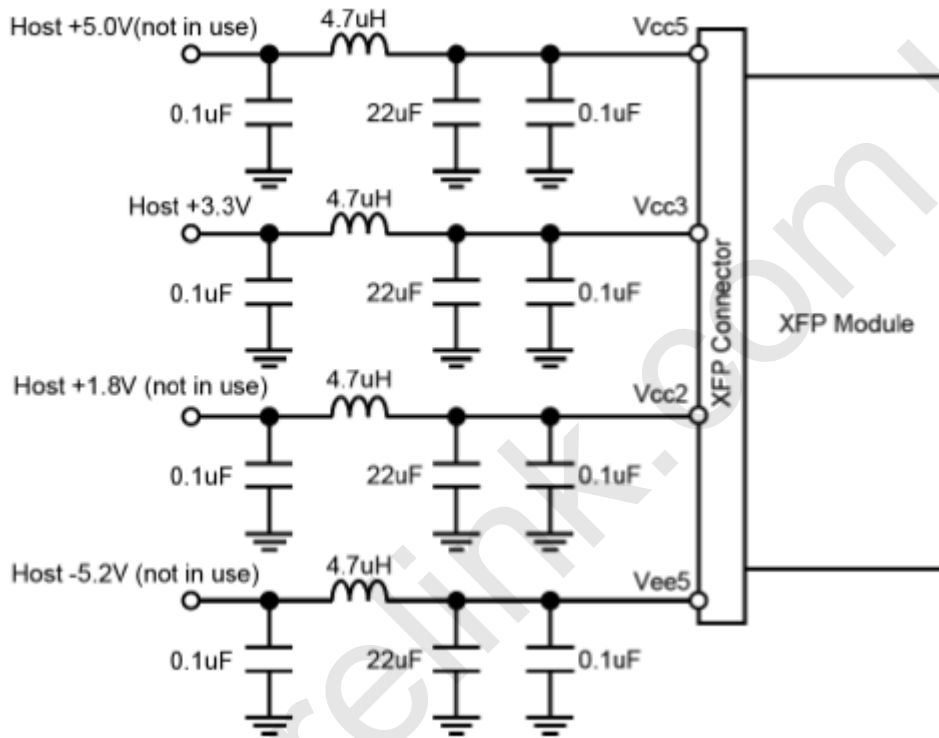 Host +5.0V(not in use)
4.7uH
Vcc5
0.1uF
22uF
0.1uF
Host +3.3V
4.7uH
Vcc3
0.1uF
22uF
0.1uF
XFP Connector
XFP Module
Host +1.8V (not in use)
4.7uH
Vcc2
0.1uF
22uF
0.1uF
Host -5.2V (not in use)
4.7uH
Vee5
0.1uF
22uF
0.1uF
relink.com